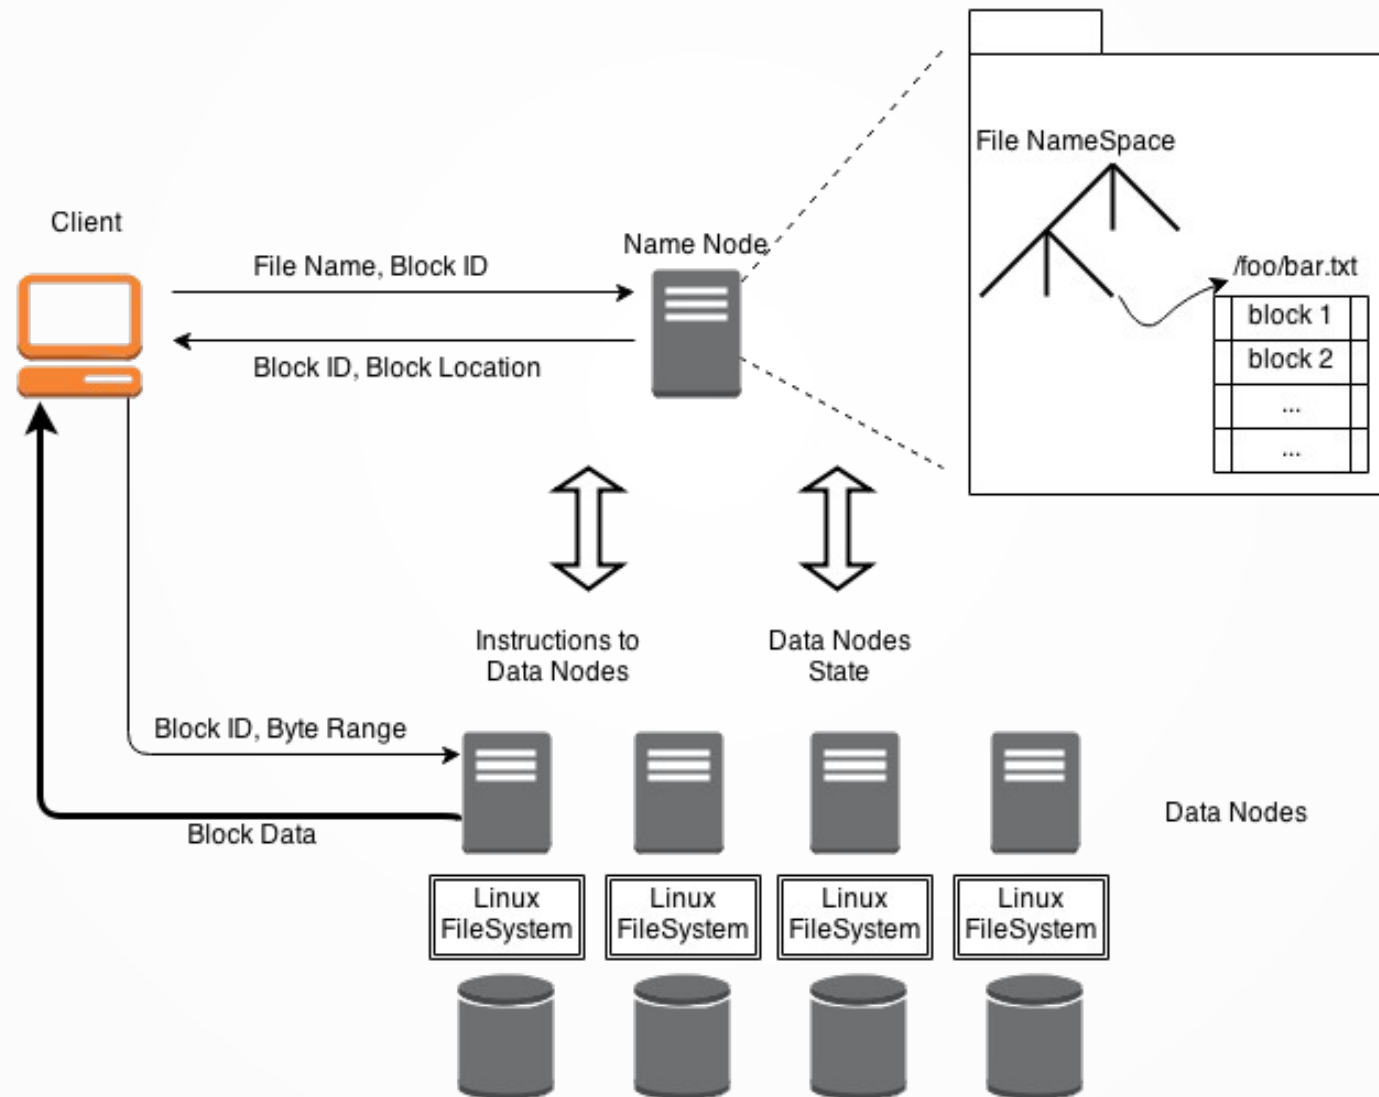 File NameSpace
Client
Name Node
File Name, Block ID
/foo/bar.txt
block 1
Block ID, Block Location
block 2
...
...
Instructions to
Data Nodes
Data Nodes
State
Block ID, Byte Range
Data Nodes
Block Data
Linux
FileSystem
Linux
FileSystem
Linux
FileSystem
Linux
FileSystem